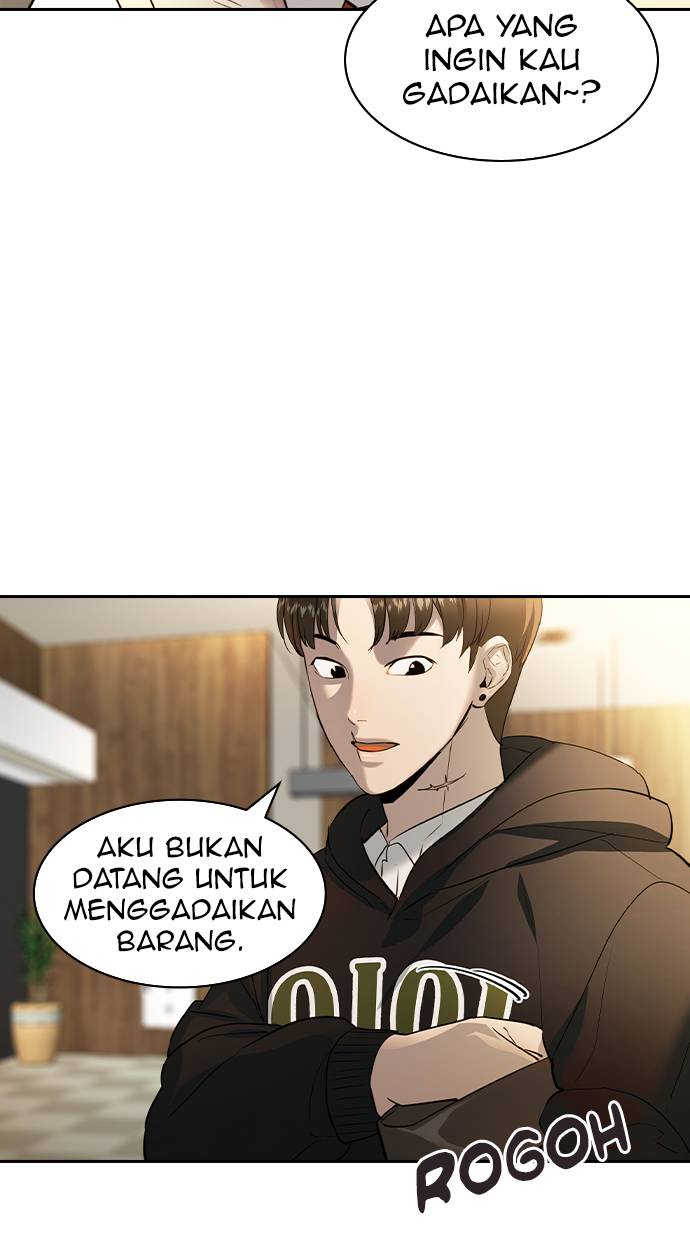 APA YANG
INGIN KAU
GADAIKAN~?
AKU BUKAN
DATANG UNTUK
MENGGADAIKAN
BARANG.
ROGOH